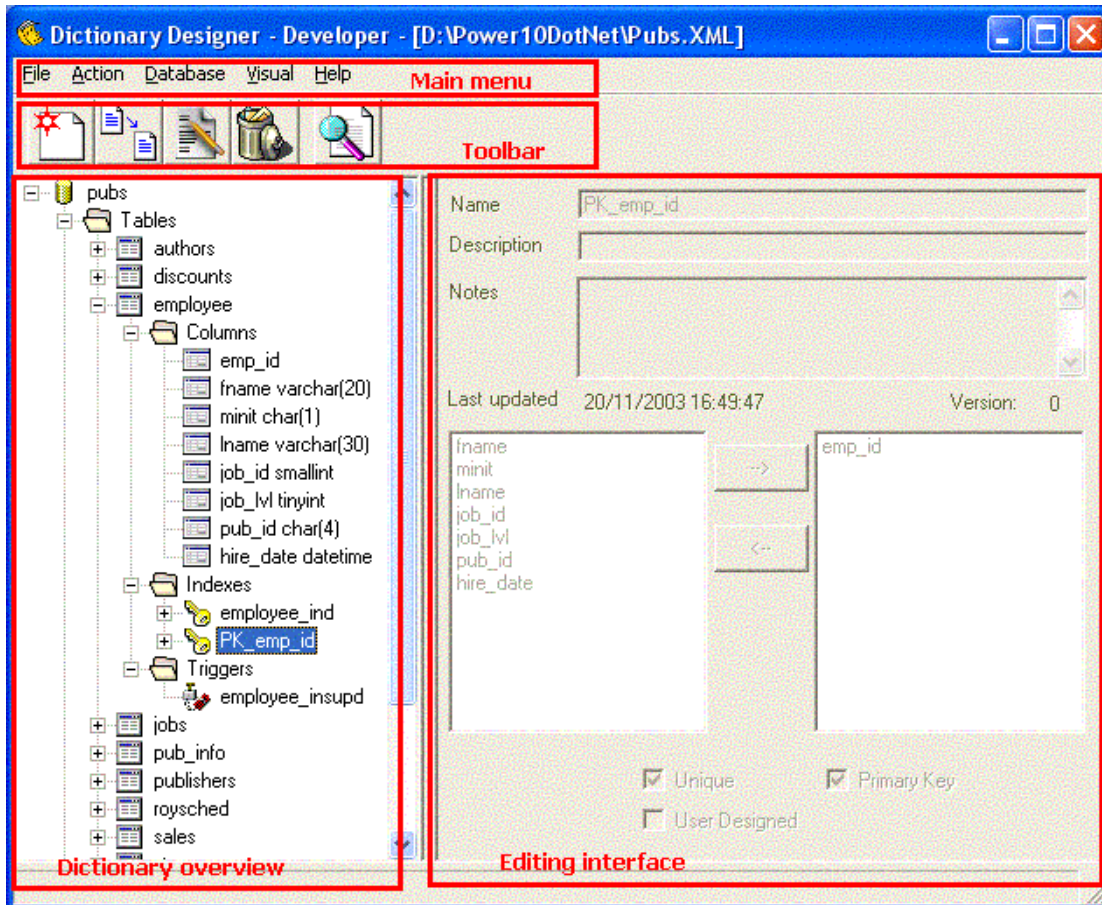 Dictionary Designer - Developer - [D:\Power10DotNet\Pubs.XML]
File Action Database Visual Help
Main menu
Toolbar
pubs
Tables
authors
discounts
employee
Columns
emp_id
fname varchar(20)
minit char(1)
lname varchar(30)
job_id smallint
job_lvl tinyint
pub_id char(4)
hire_date datetime
Indexes
employee_ind
PK_emp_id
Triggers
employee_insupd
jobs
pub_info
publishers
roysched
sales
Dictionary overview
Name PK_emp_id
Description
Notes
Last updated 20/11/2003 16:49:47 Version: 0
fname
minit
lname
job_id
job_lvl
pub_id
hire_date
-->
<--
emp_id
Unique Primary Key
User Designed
Editing interface